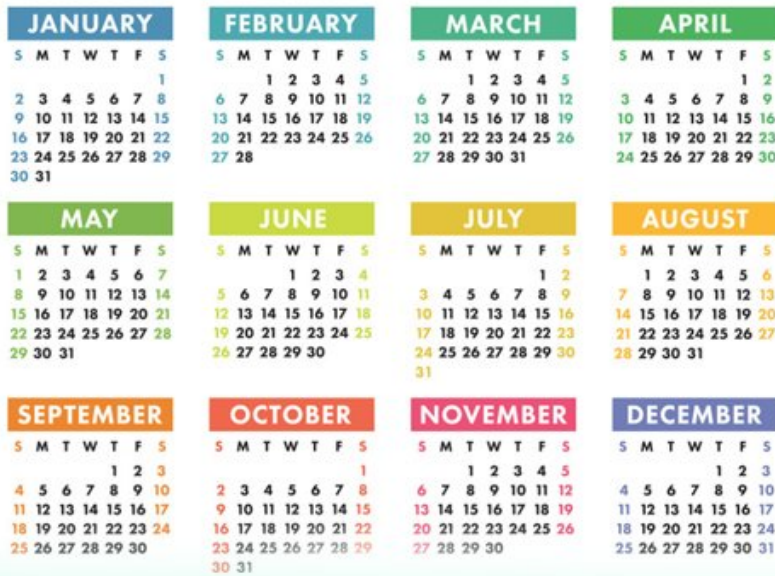 JANUARY
S M T W T F S
1
2 3 4 5 6 7 8
9 10 11 12 13 14 15
16 17 18 19 20 21 22
23 24 25 26 27 28 29
30 31
FEBRUARY
S M T W T F S
1 2 3 4 5
6 7 8 9 10 11 12
13 14 15 16 17 18 19
20 21 22 23 24 25 26
27 28
MARCH
S M T W T F S
1 2 3 4 5
6 7 8 9 10 11 12
13 14 15 16 17 18 19
20 21 22 23 24 25 26
27 28 29 30 31
APRIL
S M T W T F S
1 2
3 4 5 6 7 8 9
10 11 12 13 14 15 16
17 18 19 20 21 22 23
24 25 26 27 28 29 30
MAY
S M T W T F S
1 2 3 4 5 6 7
8 9 10 11 12 13 14
15 16 17 18 19 20 21
22 23 24 25 26 27 28
29 30 31
JUNE
S M T W T F S
1 2 3 4
5 6 7 8 9 10 11
12 13 14 15 16 17 18
19 20 21 22 23 24 25
26 27 28 29 30
JULY
S M T W T F S
1 2
3 4 5 6 7 8 9
10 11 12 13 14 15 16
17 18 19 20 21 22 23
24 25 26 27 28 29 30
31
AUGUST
S M T W T F S
1 2 3 4 5 6
7 8 9 10 11 12 13
14 15 16 17 18 19 20
21 22 23 24 25 26 27
28 29 30 31
SEPTEMBER
S M T W T F S
1 2 3
4 5 6 7 8 9 10
11 12 13 14 15 16 17
18 19 20 21 22 23 24
25 26 27 28 29 30
OCTOBER
S M T W T F S
1
2 3 4 5 6 7 8
9 10 11 12 13 14 15
16 17 18 19 20 21 22
23 24 25 26 27 28 29
30 31
NOVEMBER
S M T W T F S
1 2 3 4 5
6 7 8 9 10 11 12
13 14 15 16 17 18 19
20 21 22 23 24 25 26
27 28 29 30
DECEMBER
S M T W T F S
1 2 3
4 5 6 7 8 9 10
11 12 13 14 15 16 17
18 19 20 21 22 23 24
25 26 27 28 29 30 31